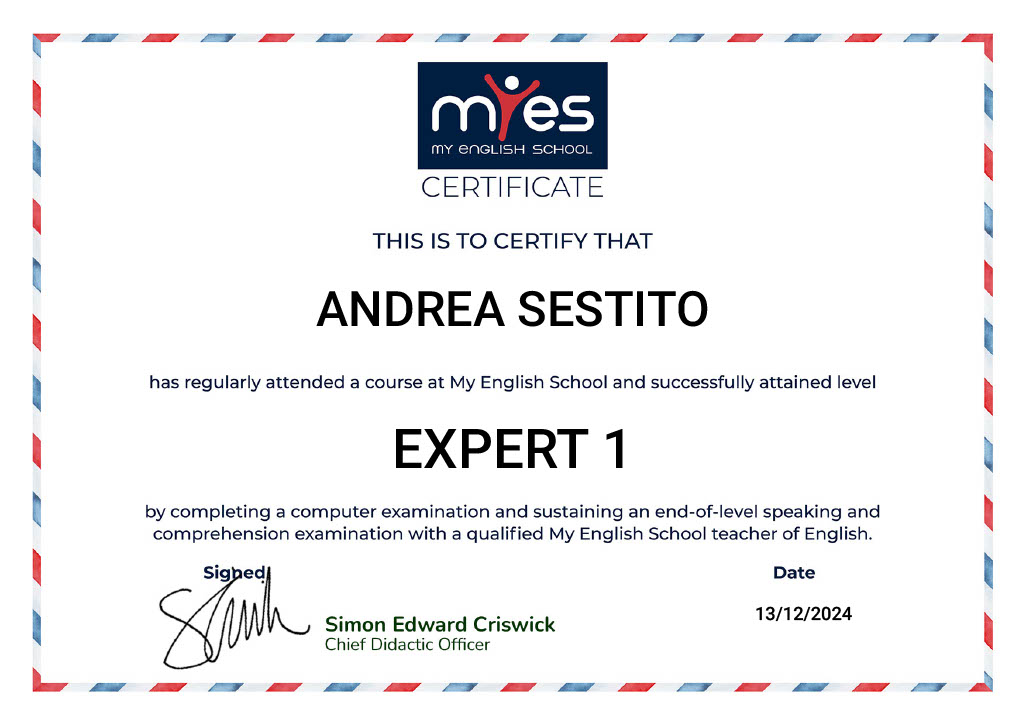 myes
MY ENGLISH SCHOOL
CERTIFICATE
THIS IS TO CERTIFY THAT
ANDREA SESTITO
has regularly attended a course at My English School and successfully attained level
EXPERT 1
by completing a computer examination and sustaining an end-of-level speaking and
comprehension examination with a qualified My English School teacher of English.
Signed
Date
13/12/2024
Simon Edward Criswick
Chief Didactic Officer